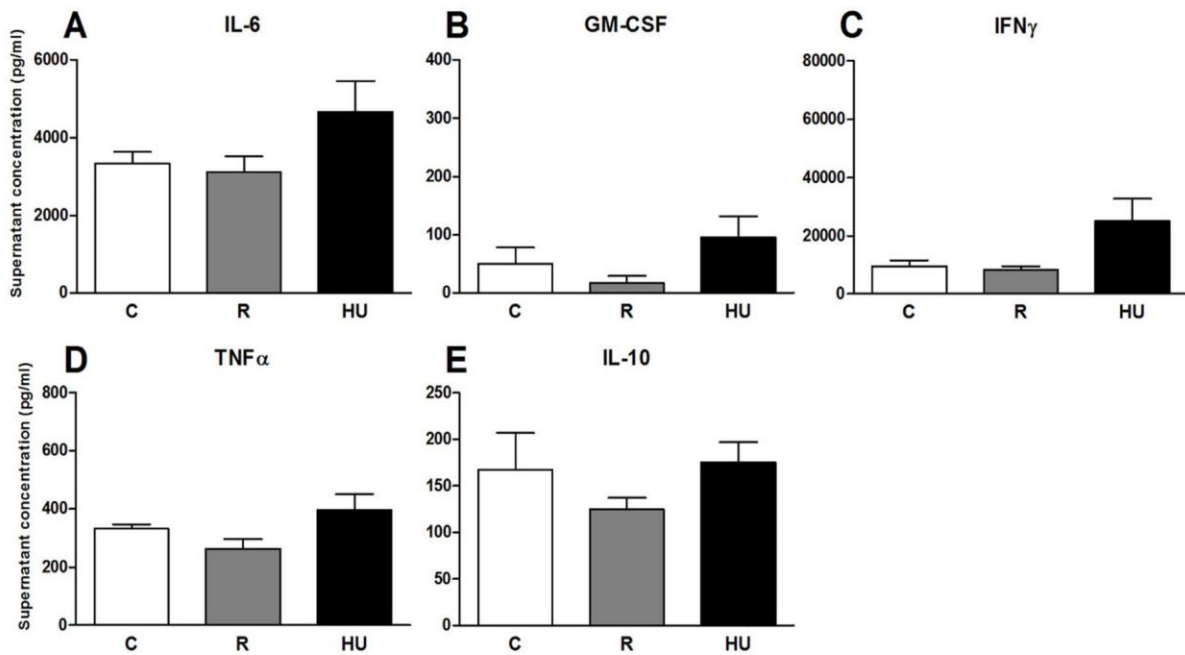 A
IL-6
Supernatant concentration (pg/ml)
6000
4000
2000
0
C R HU
B
GM-CSF
400
300
200
100
0
C R HU
C
IFNγ
80000
60000
40000
20000
0
C R HU
D
TNFα
Supernatant concentration (pg/ml)
800
600
400
200
0
C R HU
E
IL-10
250
200
150
100
50
0
C R HU